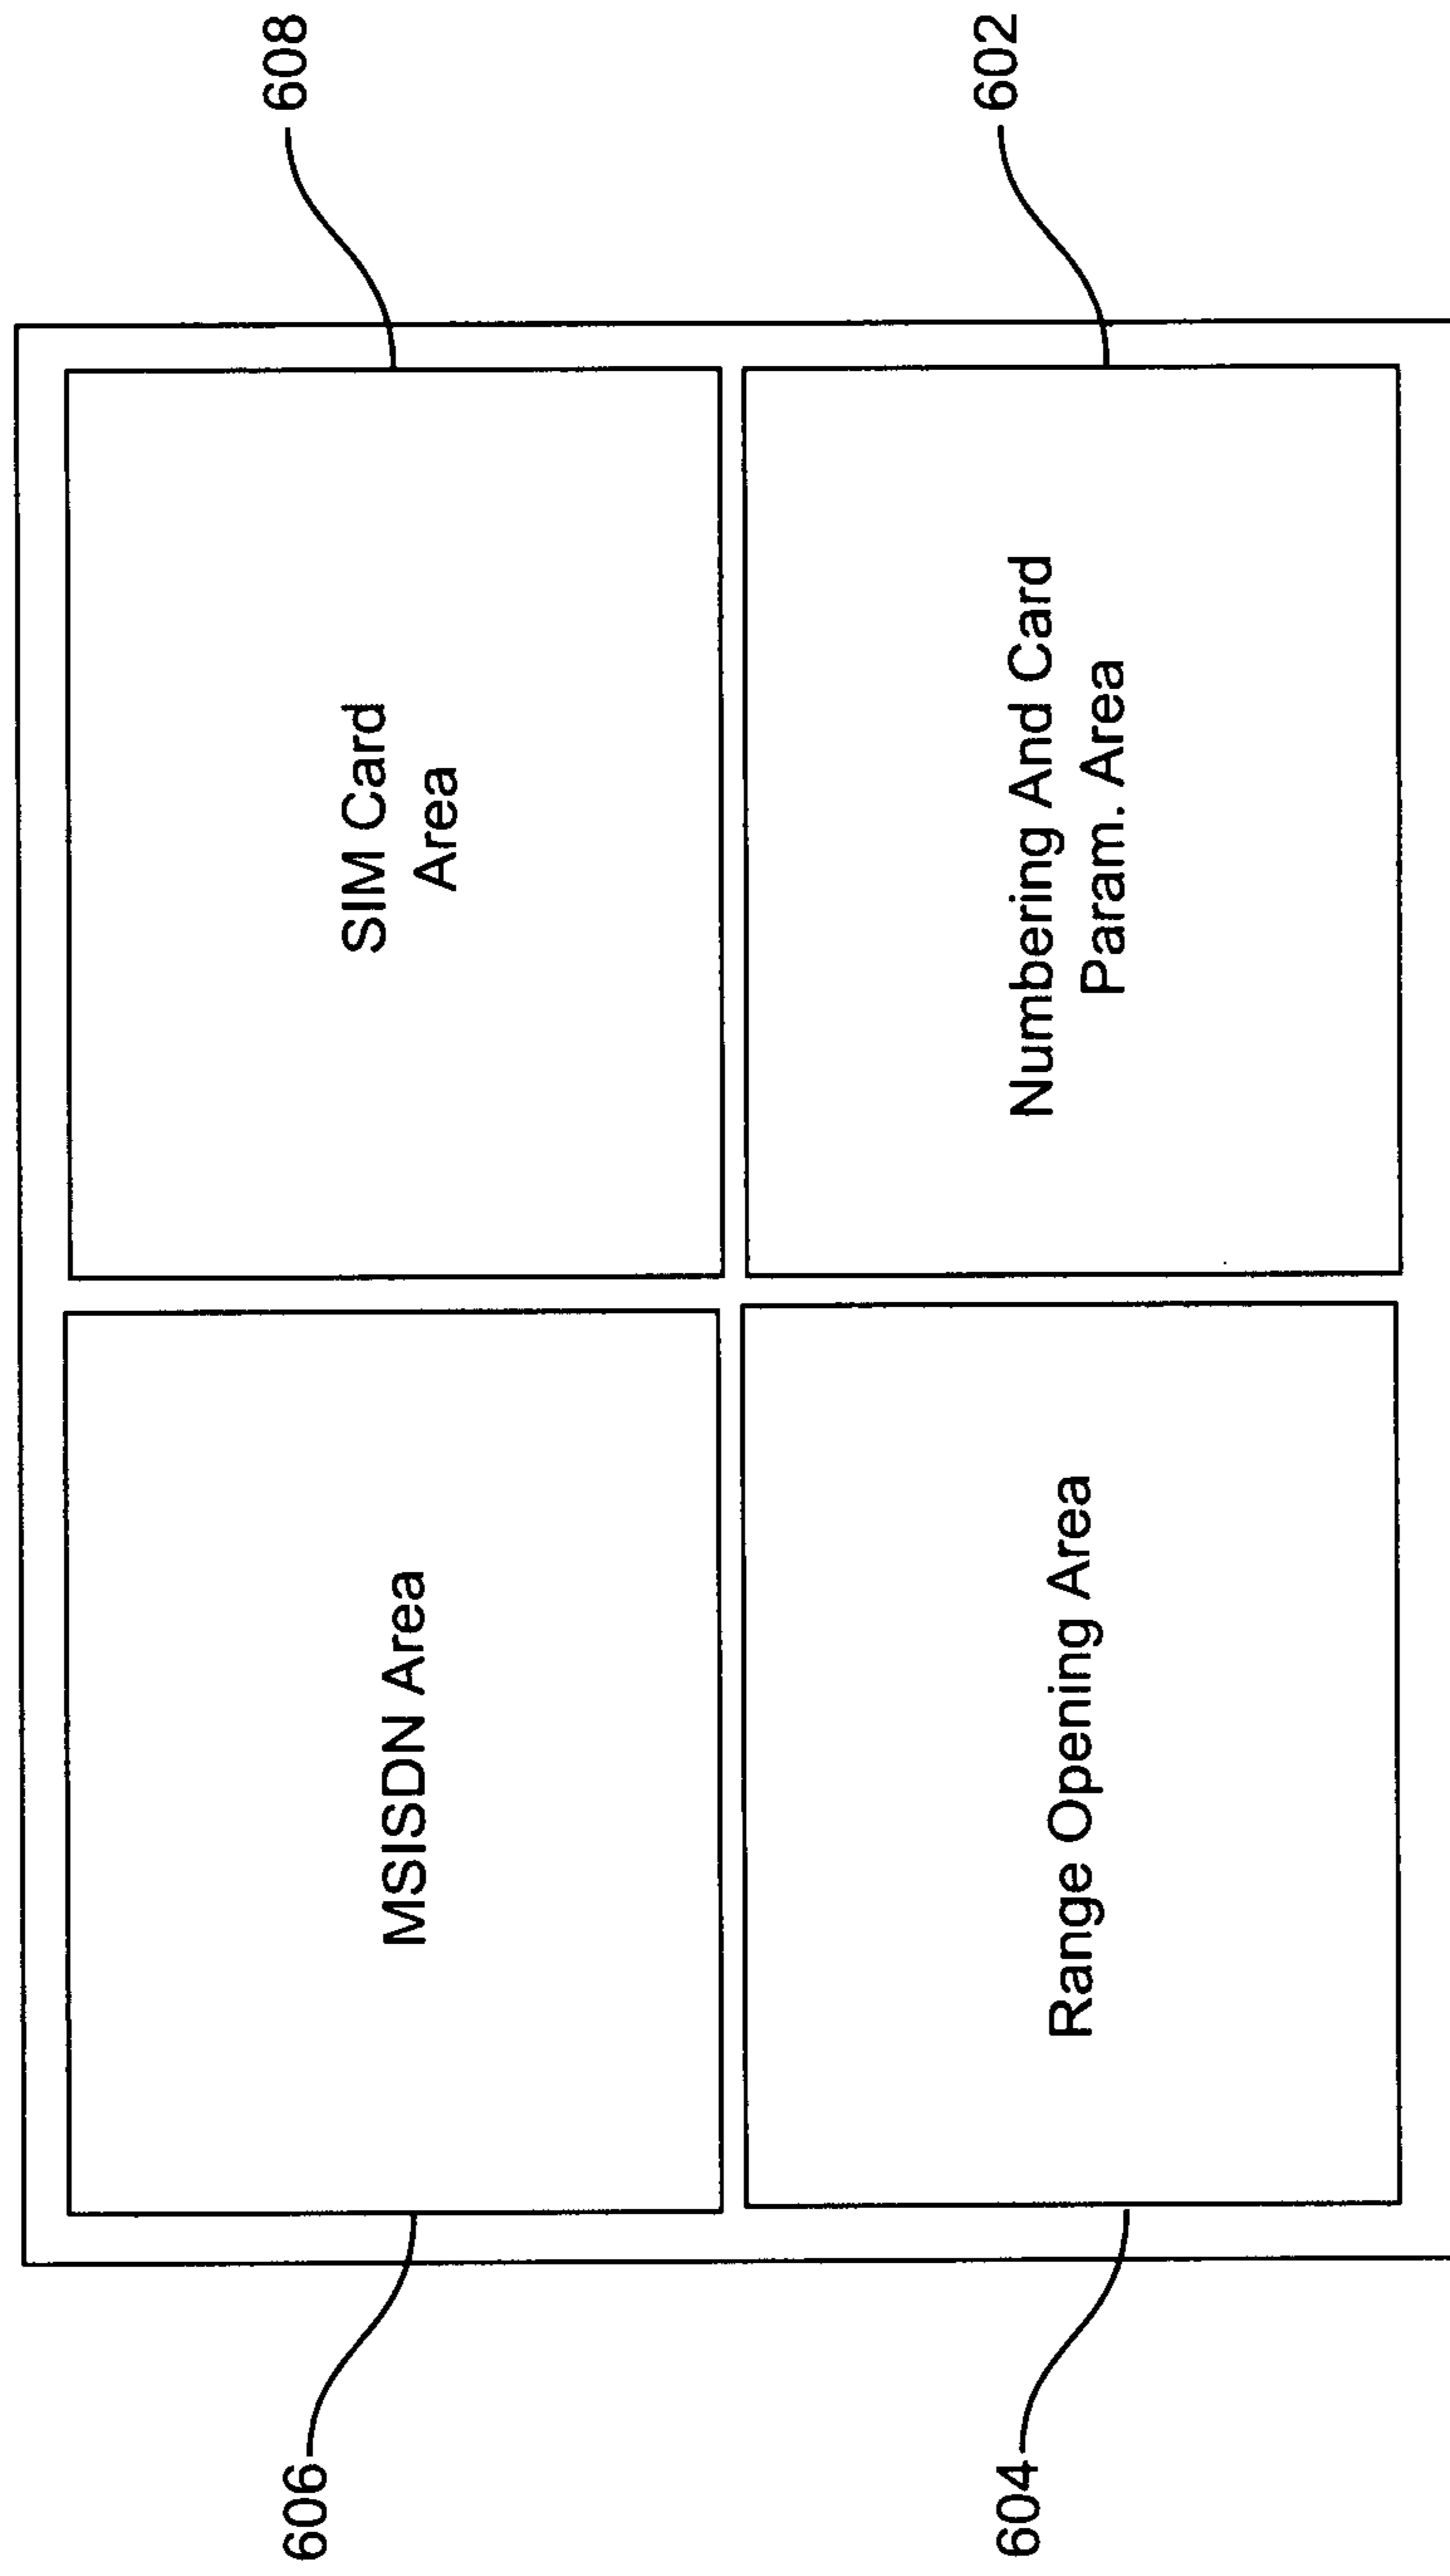 606
MSISDN Area
SIM Card
Area
608
604
Range Opening Area
Numbering And Card
Param. Area
602